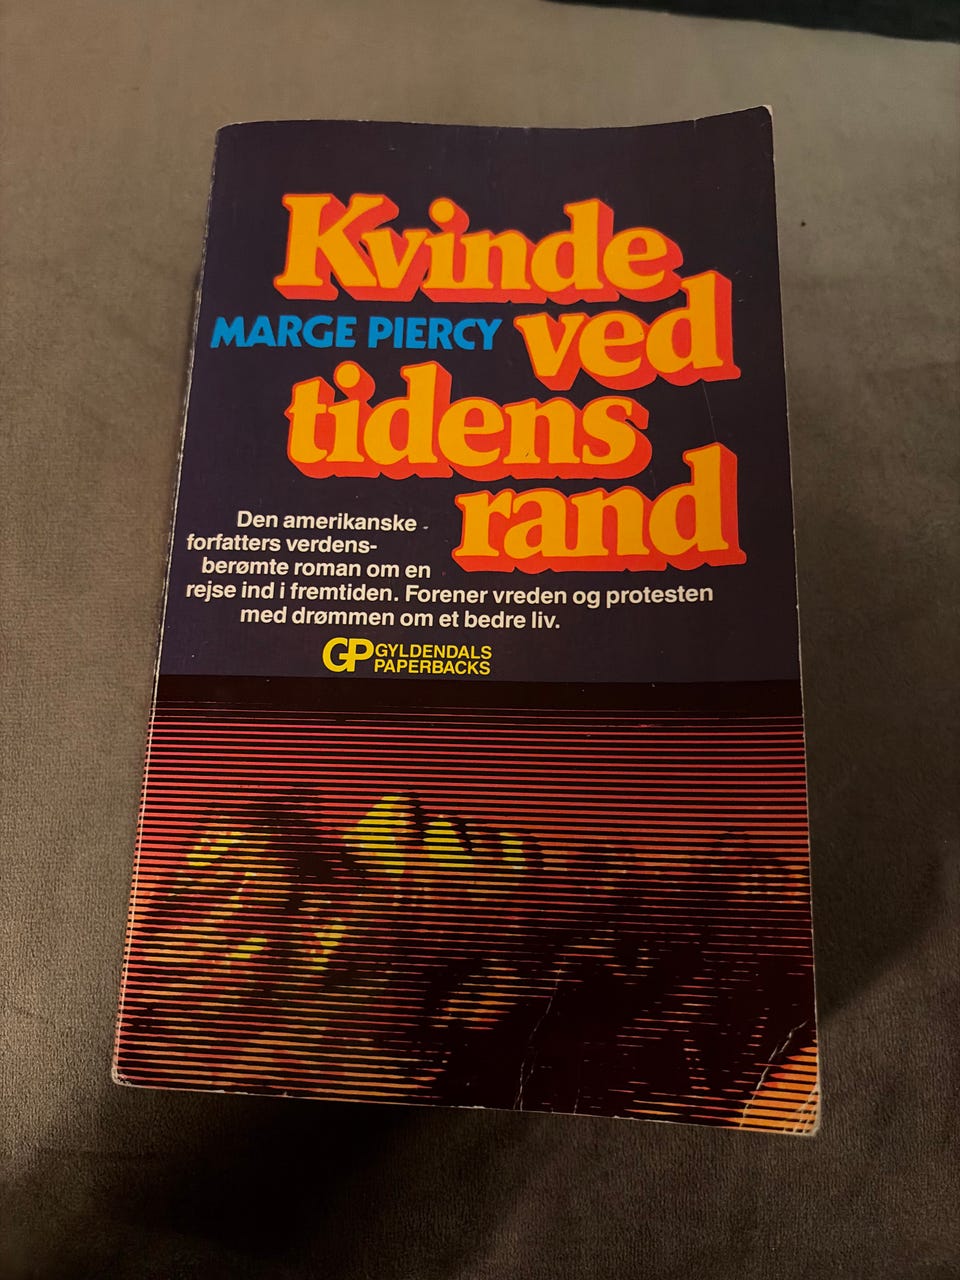 Kvinde
MARGE PIERCY ved
tidens
rand
Den amerikanske
forfatters verdens-
berømte roman om en
rejse ind i fremtiden. Forener vreden og protesten
med drømmen om et bedre liv.
GP GYLDENDALS
PAPERBACKS